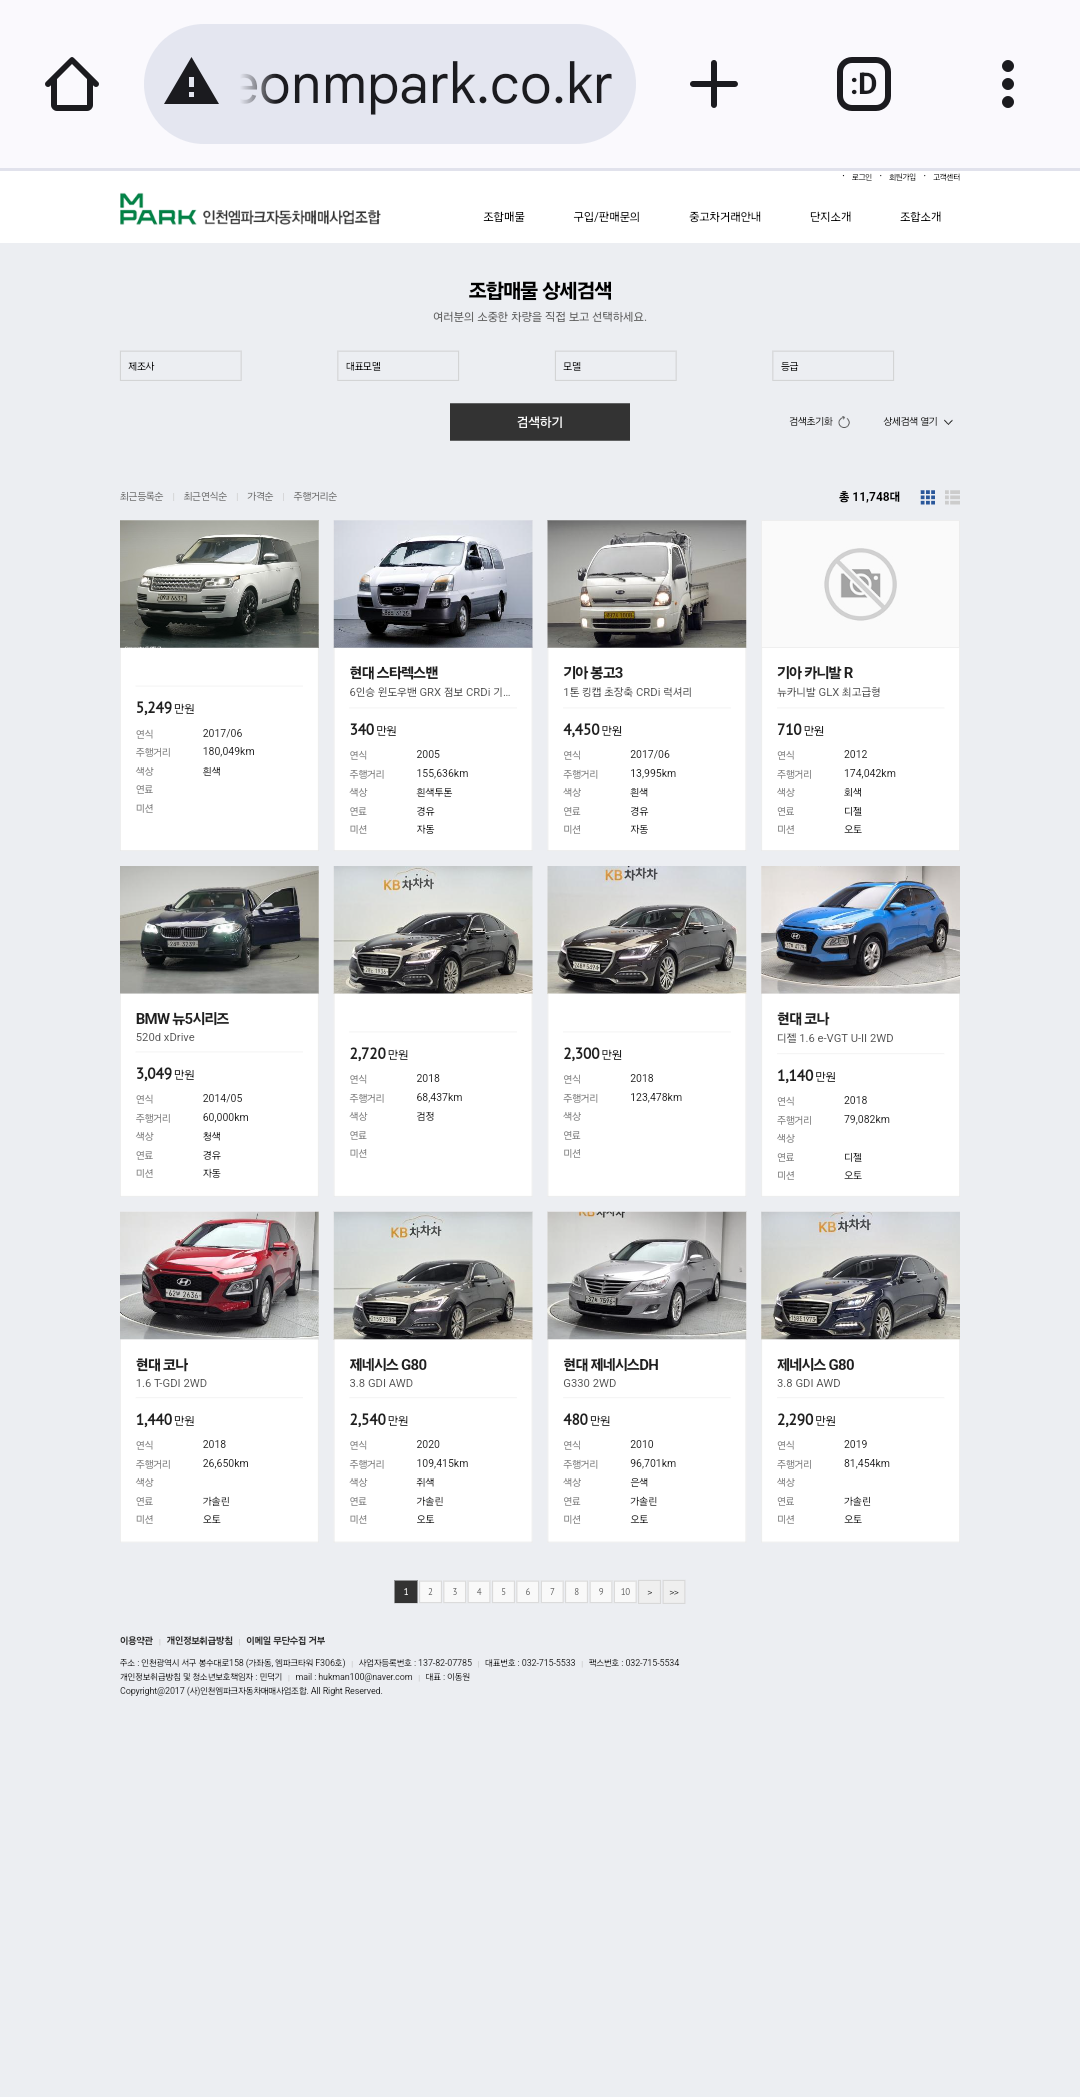 eonmpark.co.kr
:D
로그인 회원가입 고객센터
M PARK 인천엠파크자동차매매사업조합
조합매물 구입/판매문의 중고차거래안내 단지소개 조합소개
조합매물 상세검색
여러분의 소중한 차량을 직접 보고 선택하세요.
제조사 대표모델 모델 등급
검색하기 검색초기화 상세검색 열기
최근등록순 | 최근연식순 | 가격순 | 주행거리순 총 11,748대
5,249 만원
연식 2017/06
주행거리 180,049km
색상 흰색
연료
미션
현대 스타렉스밴
6인승 윈도우밴 GRX 점보 CRDi 기...
340 만원
연식 2005
주행거리 155,636km
색상 흰색투톤
연료 경유
미션 자동
기아 봉고3
1톤 킹캡 초장축 CRDi 럭셔리
4,450 만원
연식 2017/06
주행거리 13,995km
색상 흰색
연료 경유
미션 자동
기아 카니발 R
뉴카니발 GLX 최고급형
710 만원
연식 2012
주행거리 174,042km
색상 회색
연료 디젤
미션 오토
BMW 뉴5시리즈
520d xDrive
3,049 만원
연식 2014/05
주행거리 60,000km
색상 청색
연료 경유
미션 자동
KB차차차
2,720 만원
연식 2018
주행거리 68,437km
색상 검정
연료
미션
KB차차차
2,300 만원
연식 2018
주행거리 123,478km
색상
연료
미션
현대 코나
디젤 1.6 e-VGT U-II 2WD
1,140 만원
연식 2018
주행거리 79,082km
색상
연료 디젤
미션 오토
62부 2636
현대 코나
1.6 T-GDI 2WD
1,440 만원
연식 2018
주행거리 26,650km
색상
연료 가솔린
미션 오토
KB차차차
제네시스 G80
3.8 GDI AWD
2,540 만원
연식 2020
주행거리 109,415km
색상 쥐색
연료 가솔린
미션 오토
KB차차차
현대 제네시스DH
G330 2WD
480 만원
연식 2010
주행거리 96,701km
색상 은색
연료 가솔린
미션 오토
KB차차차
제네시스 G80
3.8 GDI AWD
2,290 만원
연식 2019
주행거리 81,454km
색상
연료 가솔린
미션 오토
1 2 3 4 5 6 7 8 9 10 > >>
이용약관 | 개인정보취급방침 | 이메일 무단수집 거부
주소 : 인천광역시 서구 봉수대로158 (가좌동, 엠파크타워 F306호) | 사업자등록번호 : 137-82-07785 | 대표번호 : 032-715-5533 | 팩스번호 : 032-715-5534
개인정보취급방침 및 청소년보호책임자 : 민덕기 | mail : hukman100@naver.com | 대표 : 이동원
Copyright@2017 (사)인천엠파크자동차매매사업조합. All Right Reserved.